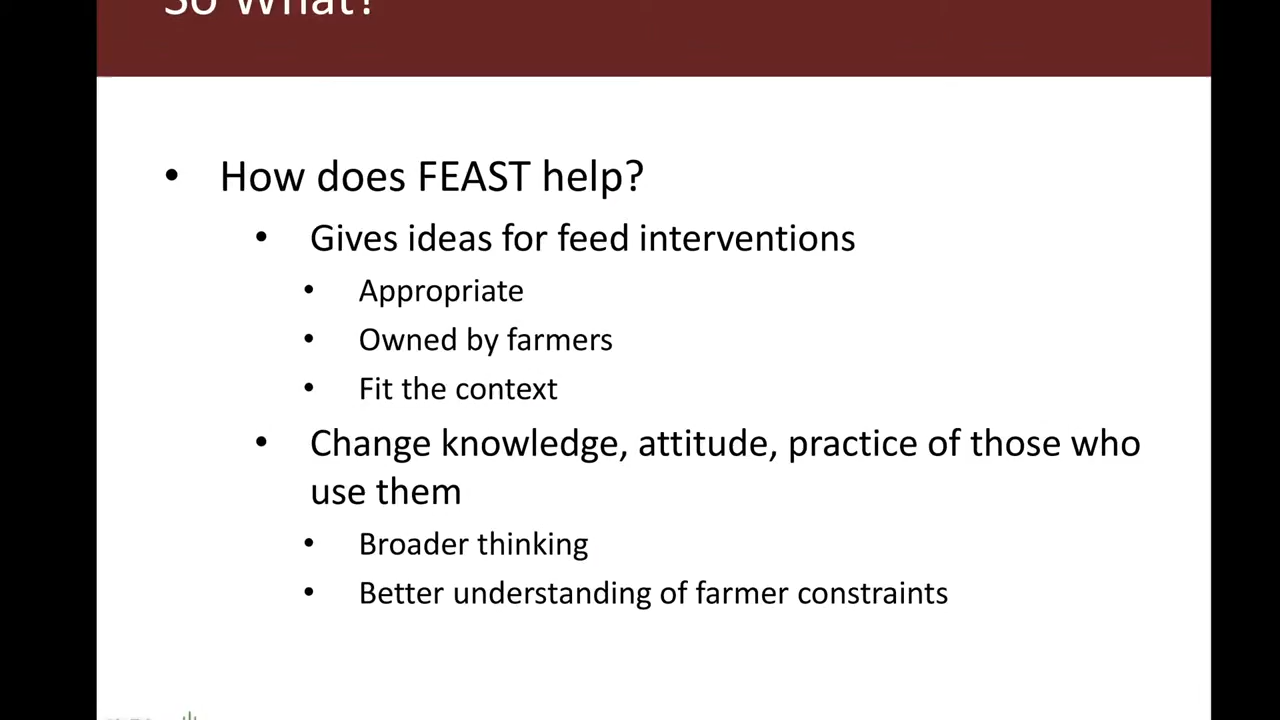 So What?
• How does FEAST help?
• Gives ideas for feed interventions
• Appropriate
• Owned by farmers
• Fit the context
• Change knowledge, attitude, practice of those who
use them
• Broader thinking
• Better understanding of farmer constraints